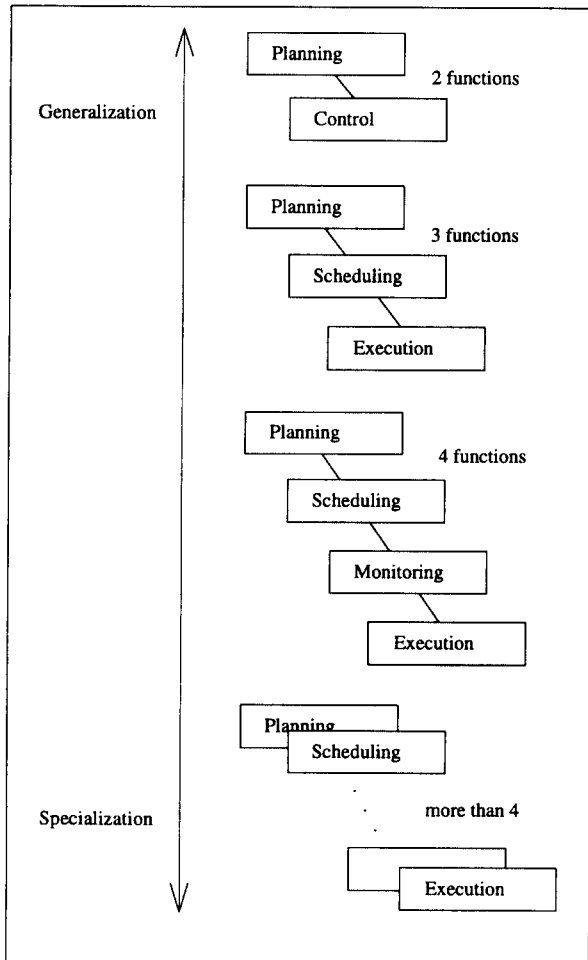 Planning
2 functions
Generalization
Control
Planning
3 functions
Scheduling
Execution
Planning
4 functions
Scheduling
Monitoring
Execution
Planning
Scheduling
more than 4
Specialization
Execution